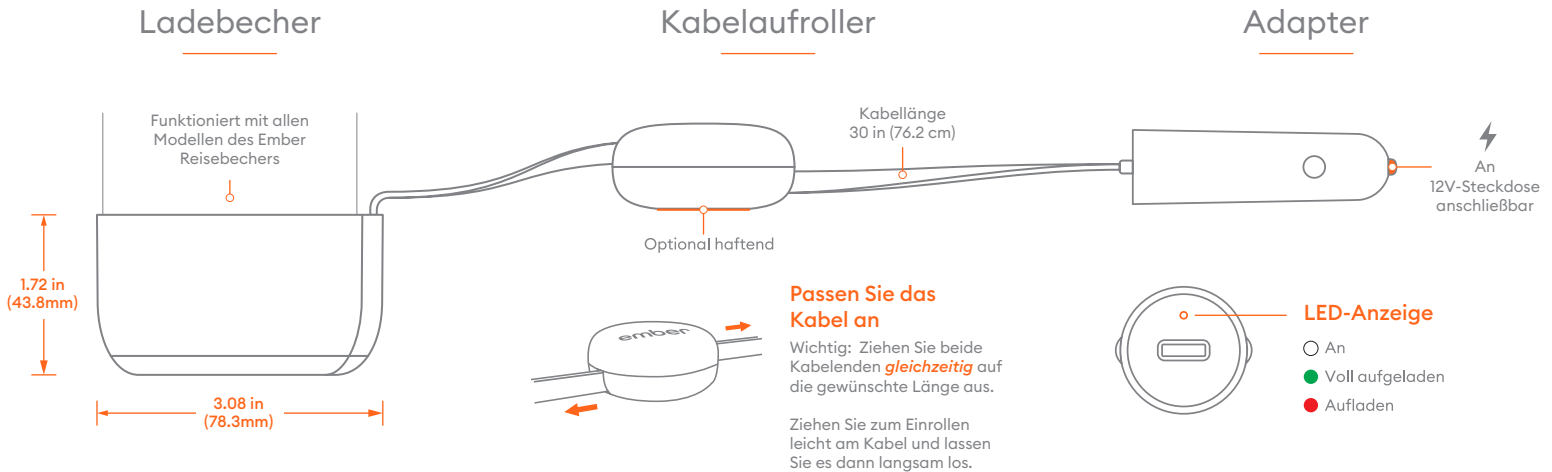 Ladebecher
Kabelaufroller
Adapter
Funktioniert mit allen
Modellen des Ember
Reisebechers
Kabellänge
30 in (76.2 cm)
An
12V-Steckdose
anschließbar
Optional haftend
1.72 in
(43.8mm)
3.08 in
(78.3mm)
ember
Passen Sie das
Kabel an
Wichtig: Ziehen Sie beide
Kabelenden gleichzeitig auf
die gewünschte Länge aus.
Ziehen Sie zum Einrollen
leicht am Kabel und lassen
Sie es dann langsam los.
LED-Anzeige
An
Voll aufgeladen
Aufladen